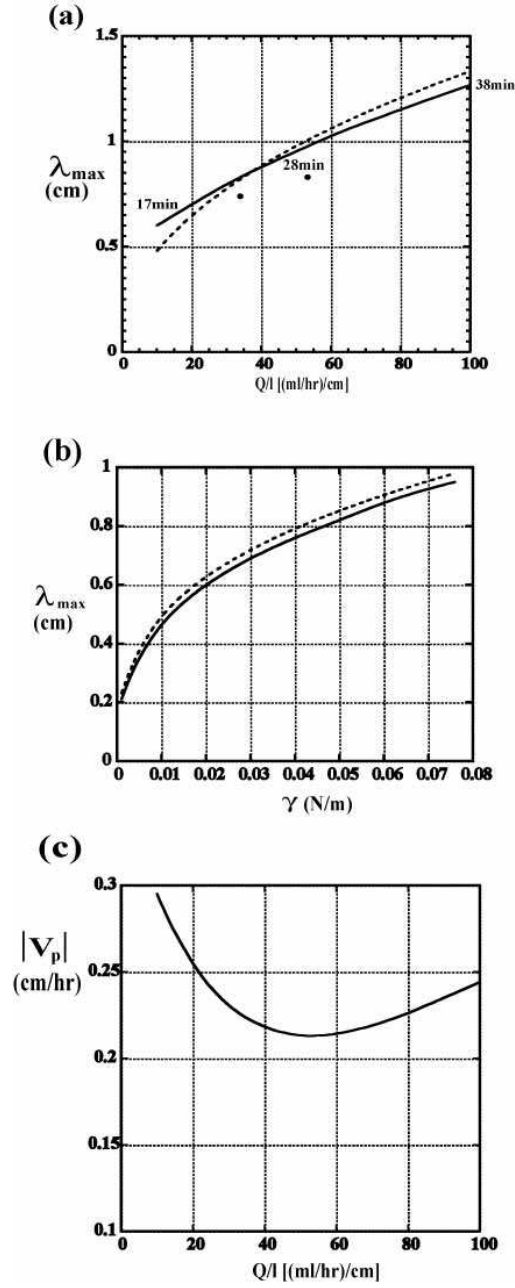 (a)
1.5
38min
1
λmax
(cm)
28min
17min
0.5
0
0 20 40 60 80 100
Q/l [(ml/hr)/cm]
(b)
1
0.8
λmax
(cm)
0.6
0.4
0.2
0
0 0.01 0.02 0.03 0.04 0.05 0.06 0.07 0.08
γ (N/m)
(c)
0.3
|Vp|
(cm/hr)
0.25
0.2
0.15
0.1
0 20 40 60 80 100
Q/l [(ml/hr)/cm]